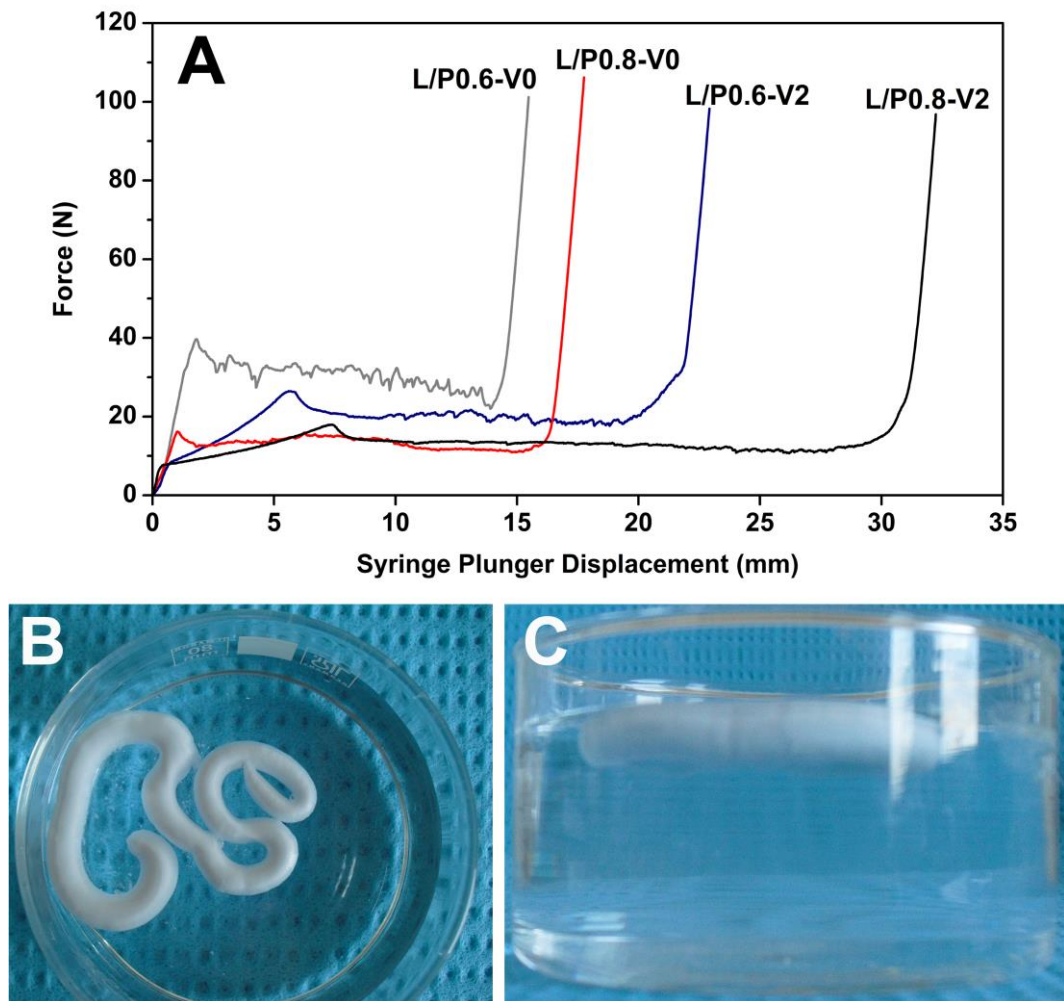 A
120
100
80
60
40
20
0
Force (N)
L/P0.6-V0
L/P0.8-V0
L/P0.6-V2
L/P0.8-V2
0 5 10 15 20 25 30 35
Syringe Plunger Displacement (mm)
B
C